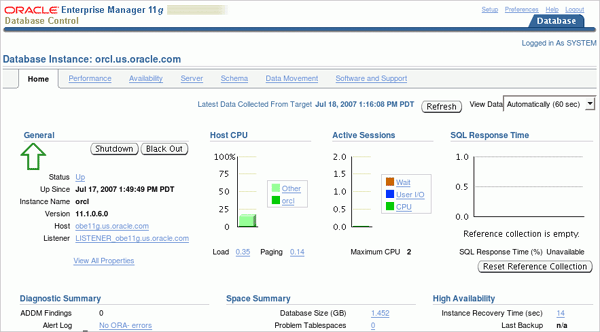 ORACLE Enterprise Manager 11g
Database Control
Setup Preferences Help Logout
Database
Logged in As SYSTEM
Database Instance: orcl.us.oracle.com
Home Performance Availability Server Schema Data Movement Software and Support
Latest Data Collected From Target Jul 18, 2007 1:16:08 PM PDT Refresh View Data Automatically (60 sec)
General
Shutdown Black Out
Status Up
Up Since Jul 17, 2007 1:49:49 PM PDT
Instance Name orcl
Version 11.1.0.6.0
Host obe11g.us.oracle.com
Listener LISTENER_obe11g.us.oracle.com
View All Properties
Host CPU
100%
75
50
25
0
Other
orcl
Load 0.35 Paging 0.14
Active Sessions
2.0
1.5
1.0
0.5
0.0
Wait
User I/O
CPU
Maximum CPU 2
SQL Response Time
1.0
0.5
0.0
Reference collection is empty.
SQL Response Time (%) Unavailable
Reset Reference Collection
Diagnostic Summary
ADDM Findings 0
Alert Log No ORA- errors
Space Summary
Database Size (GB) 1.452
Problem Tablespaces 0
High Availability
Instance Recovery Time (sec) 14
Last Backup n/a